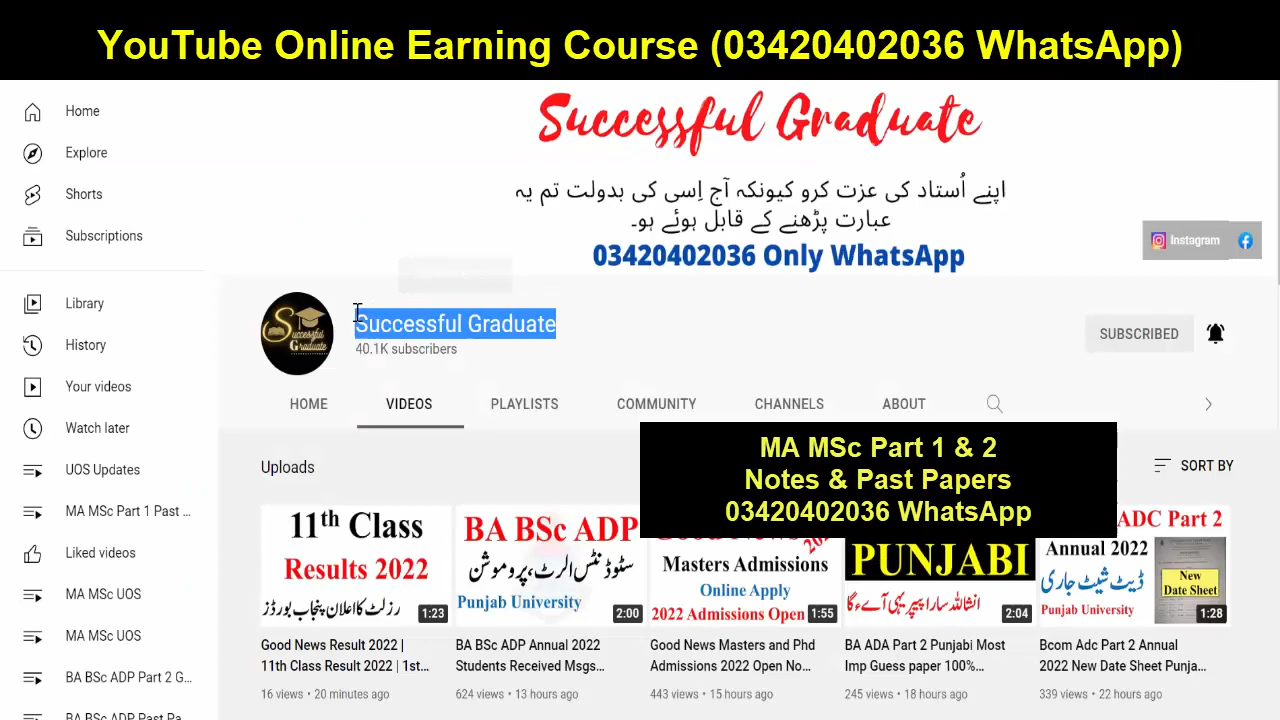 YouTube Online Earning Course (03420402036 WhatsApp)
Home
Explore
Shorts
Subscriptions
Library
History
Your videos
Watch later
UOS Updates
MA MSc Part 1 Past ...
Liked videos
MA MSc UOS
MA MSc UOS
BA BSc ADP Part 2 G...
BA BSc ADP Past Pa
Successful Graduate
اپنے اُستاد کی عزت کرو کیونکہ آج اِسی کی بدولت تم یہ
عبارت پڑھنے کے قابل ہوئے ہو۔
03420402036 Only WhatsApp
Instagram
Successful
Graduate
Successful Graduate
40.1K subscribers
SUBSCRIBED
HOME
VIDEOS
PLAYLISTS
COMMUNITY
CHANNELS
ABOUT
MA MSc Part 1 & 2
Notes & Past Papers
03420402036 WhatsApp
Uploads
SORT BY
11th Class
Results 2022
رزلٹ کا اعلان پنجاب بورڈز
1:23
Good News Result 2022 |
11th Class Result 2022 | 1st...
16 views • 20 minutes ago
BA BSc ADP
سٹوڈنٹس الرٹ،پروموشن
Punjab University
2:00
BA BSc ADP Annual 2022
Students Received Msgs...
624 views • 13 hours ago
Masters Admissions
Online Apply
2022 Admissions Open
1:55
Good News Masters and Phd
Admissions 2022 Open No...
443 views • 15 hours ago
PUNJABI
انشاللہ سارا پیپر یہی آۓ گا
2:04
BA ADA Part 2 Punjabi Most
Imp Guess paper 100%...
245 views • 18 hours ago
ADC Part 2
Annual 2022
ڈیٹ شیٹ جاری
New
Date Sheet
Punjab University
1:28
Bcom Adc Part 2 Annual
2022 New Date Sheet Punja...
339 views • 22 hours ago